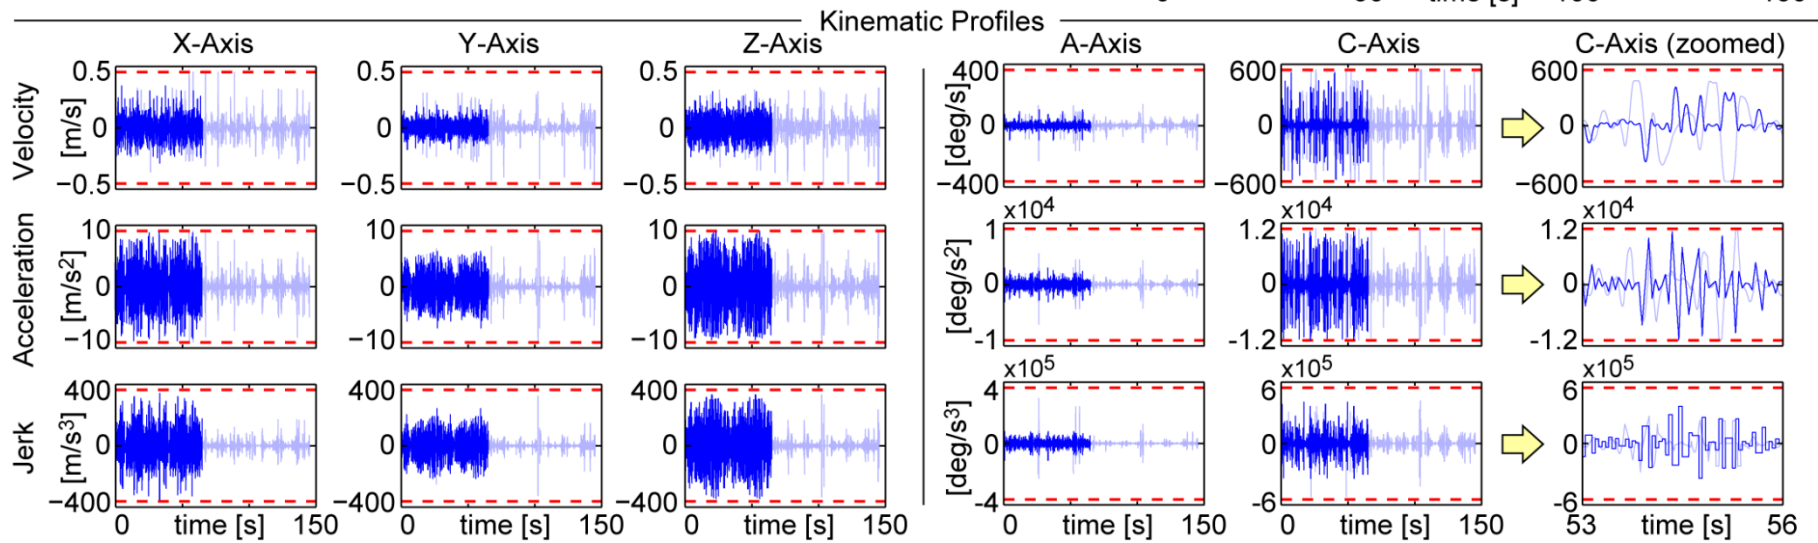 Kinematic Profiles
X-Axis Y-Axis Z-Axis A-Axis C-Axis C-Axis (zoomed)
Velocity
[m/s]
0.5 0 −0.5
0.5 0 −0.5
0.5 0 −0.5
[deg/s]
400 0 −400
600 0 −600
600 0 −600
Acceleration
[m/s²]
10 0 −10
10 0 −10
10 0 −10
[deg/s²]
x10⁴ 1 0 -1
x10⁴ 1.2 0 -1.2
x10⁴ 1.2 0 -1.2
Jerk
[m/s³]
400 0 −400
400 0 −400
400 0 −400
[deg/s³]
x10⁵ 4 0 -4
x10⁵ 6 0 -6
x10⁵ 6 0 -6
0 time [s] 150
0 time [s] 150
0 time [s] 150
0 time [s] 150
0 time [s] 150
53 time [s] 56